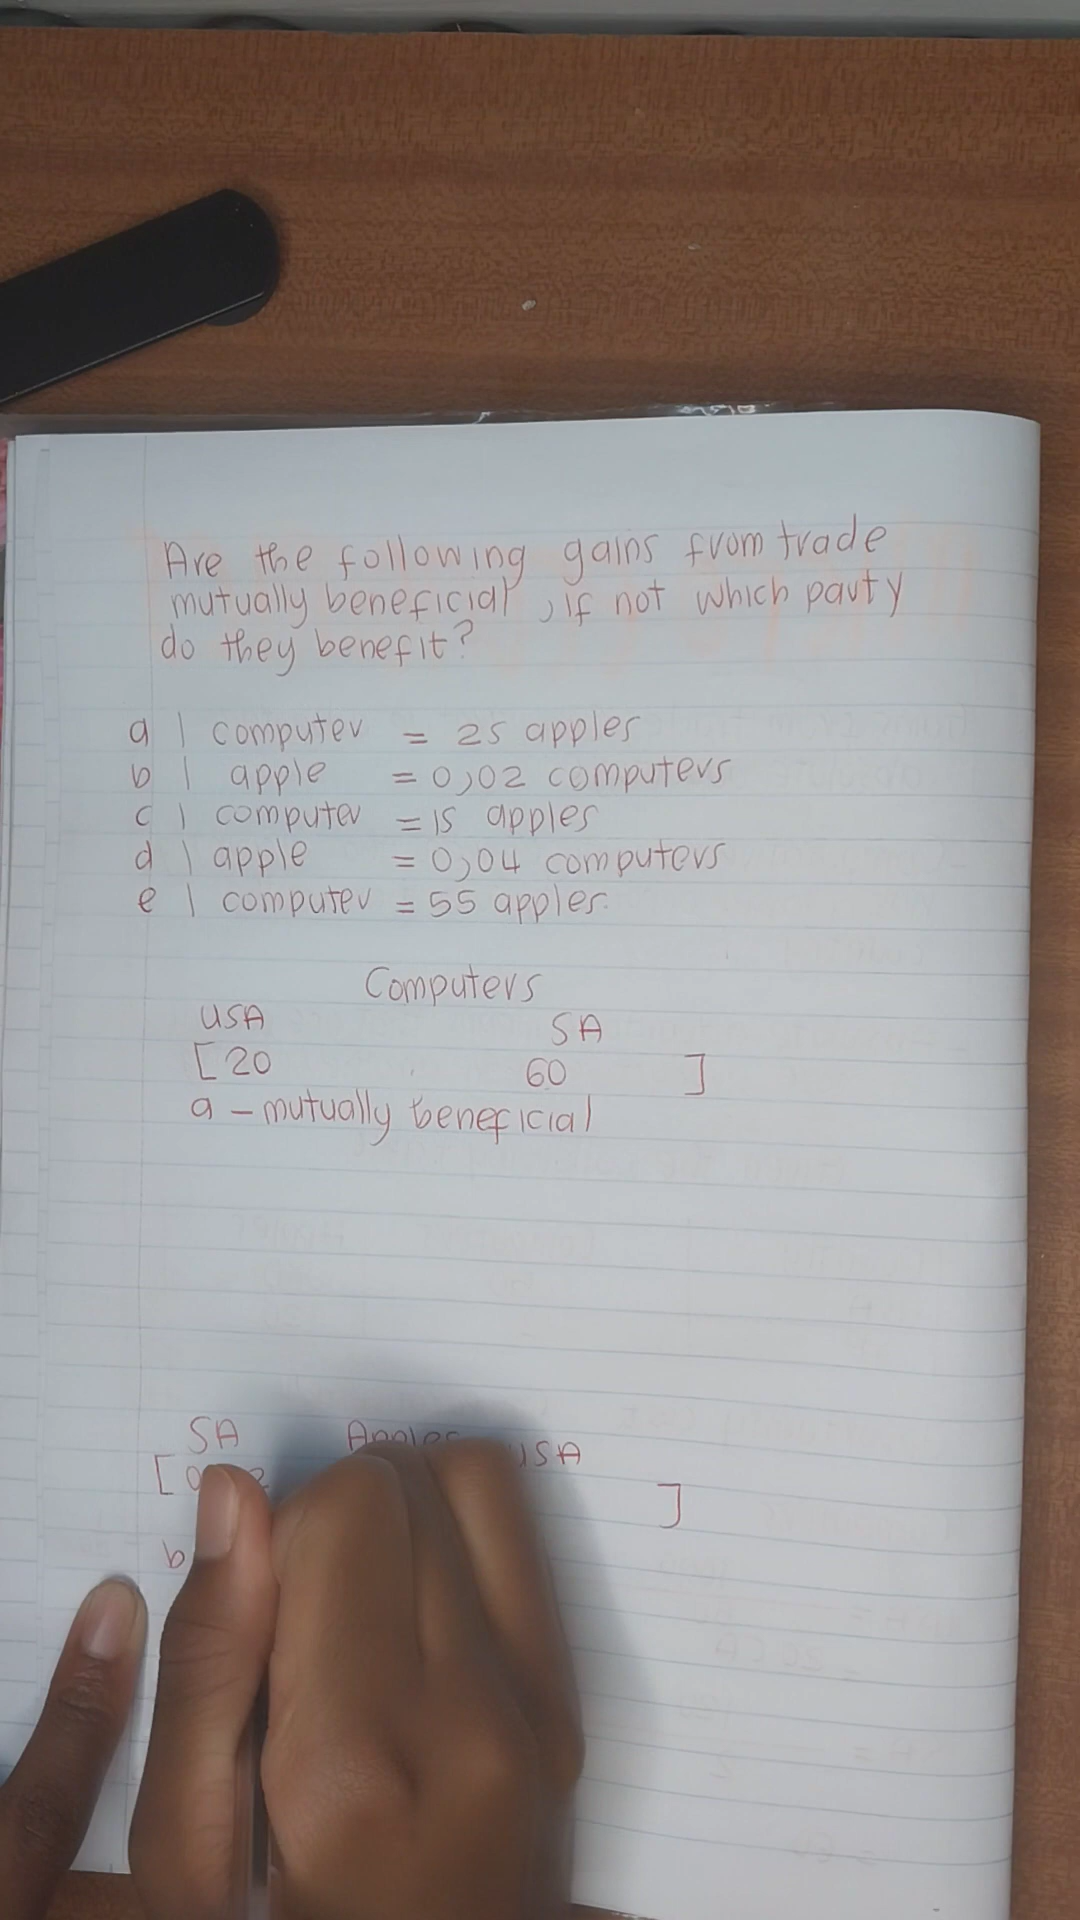 Are the following gains from trade
mutually beneficial , if not which party
do they benefit?
a 1 computer = 25 apples
b 1 apple = 0,02 computers
c 1 computer = 15 apples
d 1 apple = 0,04 computers
e 1 computer = 55 apples.
Computers
USA SA
[20 60 ]
a - mutually beneficial
SA Apples USA
[ ]
b